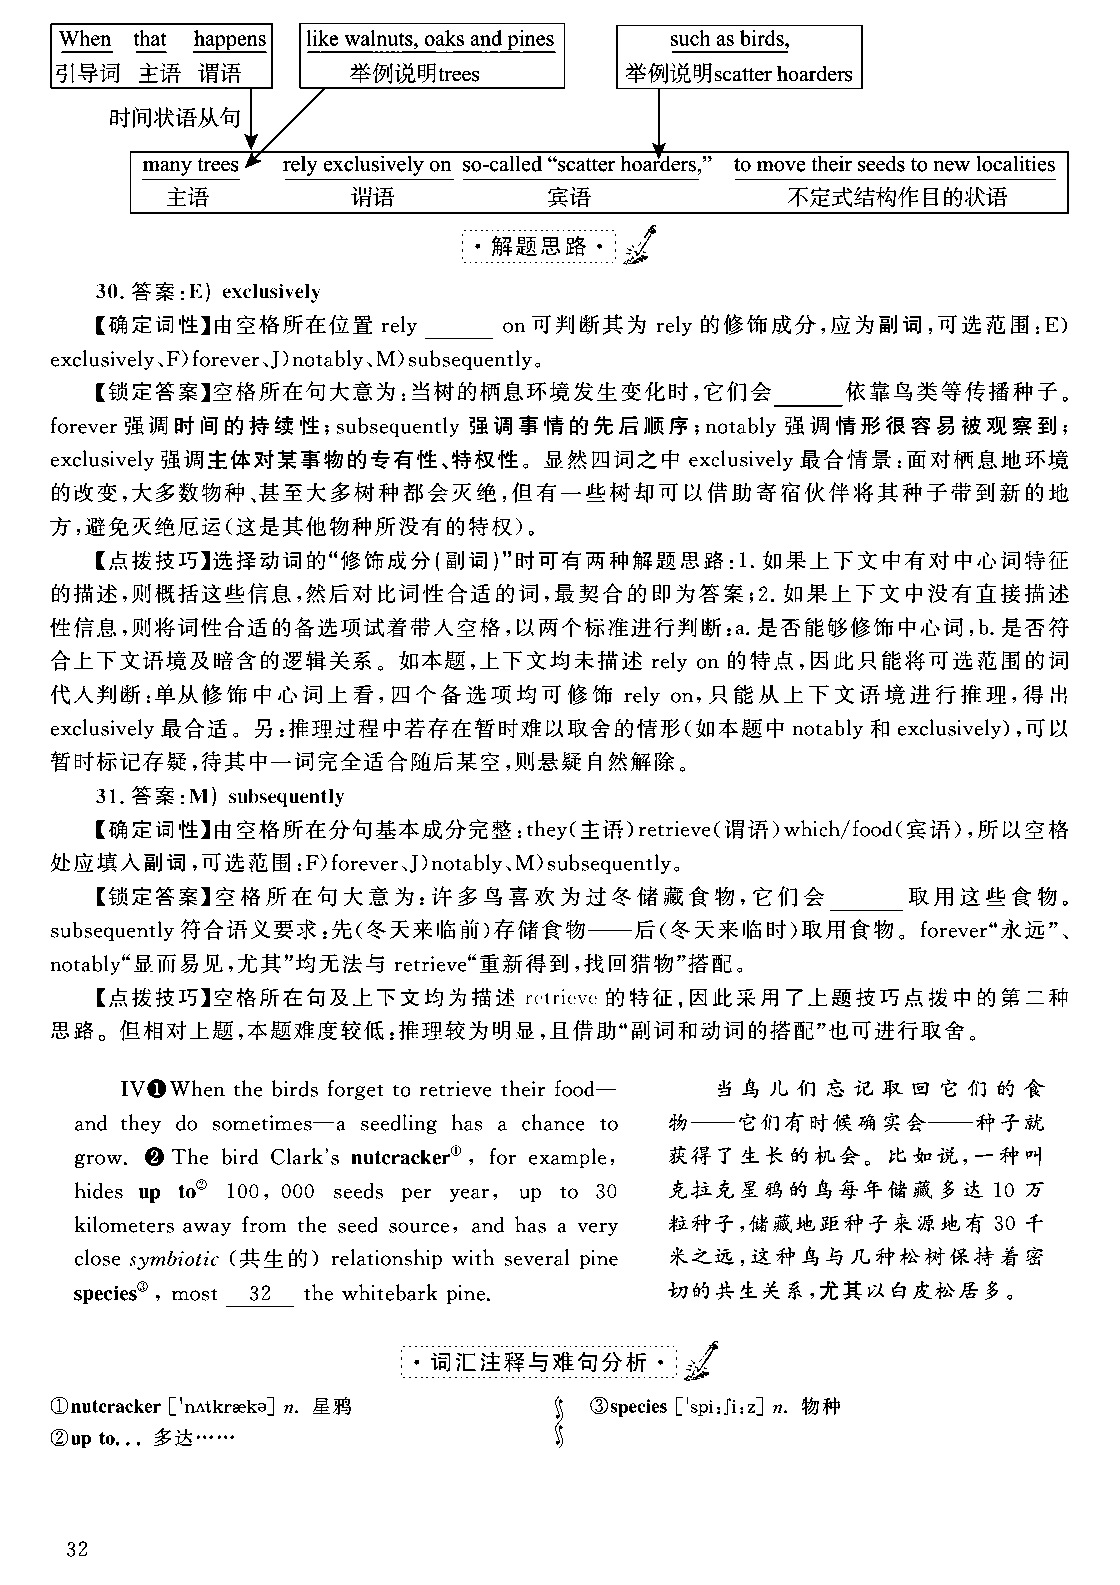 When that happens
引导词 主语 谓语
like walnuts, oaks and pines
举例说明trees
such as birds,
举例说明scatter hoarders
时间状语从句
many trees rely exclusively on so-called “scatter hoarders,” to move their seeds to new localities
主语 谓语 宾语 不定式结构作目的状语
·解题思路·
30. 答案:E) exclusively
【确定词性】由空格所在位置 rely ______ on 可判断其为 rely 的修饰成分,应为副词,可选范围:E)
exclusively、F)forever、J)notably、M)subsequently。
【锁定答案】空格所在句大意为:当树的栖息环境发生变化时,它们会______依靠鸟类等传播种子。
forever 强调时间的持续性;subsequently 强调事情的先后顺序;notably 强调情形很容易被观察到;
exclusively 强调主体对某事物的专有性、特权性。显然四词之中 exclusively 最合情景:面对栖息地环境
的改变,大多数物种、甚至大多树种都会灭绝,但有一些树却可以借助寄宿伙伴将其种子带到新的地
方,避免灭绝厄运(这是其他物种所没有的特权)。
【点拨技巧】选择动词的“修饰成分(副词)”时可有两种解题思路:1. 如果上下文中有对中心词特征
的描述,则概括这些信息,然后对比词性合适的词,最契合的即为答案;2. 如果上下文中没有直接描述
性信息,则将词性合适的备选项试着带入空格,以两个标准进行判断:a. 是否能够修饰中心词,b. 是否符
合上下文语境及暗含的逻辑关系。如本题,上下文均未描述 rely on 的特点,因此只能将可选范围的词
代入判断:单从修饰中心词上看,四个备选项均可修饰 rely on,只能从上下文语境进行推理,得出
exclusively 最合适。另:推理过程中若存在暂时难以取舍的情形(如本题中 notably 和 exclusively),可以
暂时标记存疑,待其中一词完全适合随后某空,则悬疑自然解除。
31. 答案:M) subsequently
【确定词性】由空格所在分句基本成分完整:they(主语)retrieve(谓语)which/food(宾语),所以空格
处应填入副词,可选范围:F)forever、J)notably、M)subsequently。
【锁定答案】空格所在句大意为:许多鸟喜欢为过冬储藏食物,它们会______取用这些食物。
subsequently 符合语义要求:先(冬天来临前)存储食物——后(冬天来临时)取用食物。forever“永远”、
notably“显而易见,尤其”均无法与 retrieve“重新得到,找回猎物”搭配。
【点拨技巧】空格所在句及上下文均为描述 retrieve 的特征,因此采用了上题技巧点拨中的第二种
思路。但相对上题,本题难度较低:推理较为明显,且借助“副词和动词的搭配”也可进行取舍。
IV❶When the birds forget to retrieve their food—
and they do sometimes—a seedling has a chance to
grow. ❷ The bird Clark's nutcracker①, for example,
hides up to② 100, 000 seeds per year, up to 30
kilometers away from the seed source, and has a very
close symbiotic (共生的) relationship with several pine
species③, most 32 the whitebark pine.
当鸟儿们忘记取回它们的食
物——它们有时候确实会——种子就
获得了生长的机会。比如说,一种叫
克拉克星鸦的鸟每年储藏多达 10 万
粒种子,储藏地距种子来源地有 30 千
米之远,这种鸟与几种松树保持着密
切的共生关系,尤其以白皮松居多。
·词汇注释与难句分析·
①nutcracker [ˈnʌtkrækə] n. 星鸦
②up to... 多达……
③species [ˈspiːʃiːz] n. 物种
32